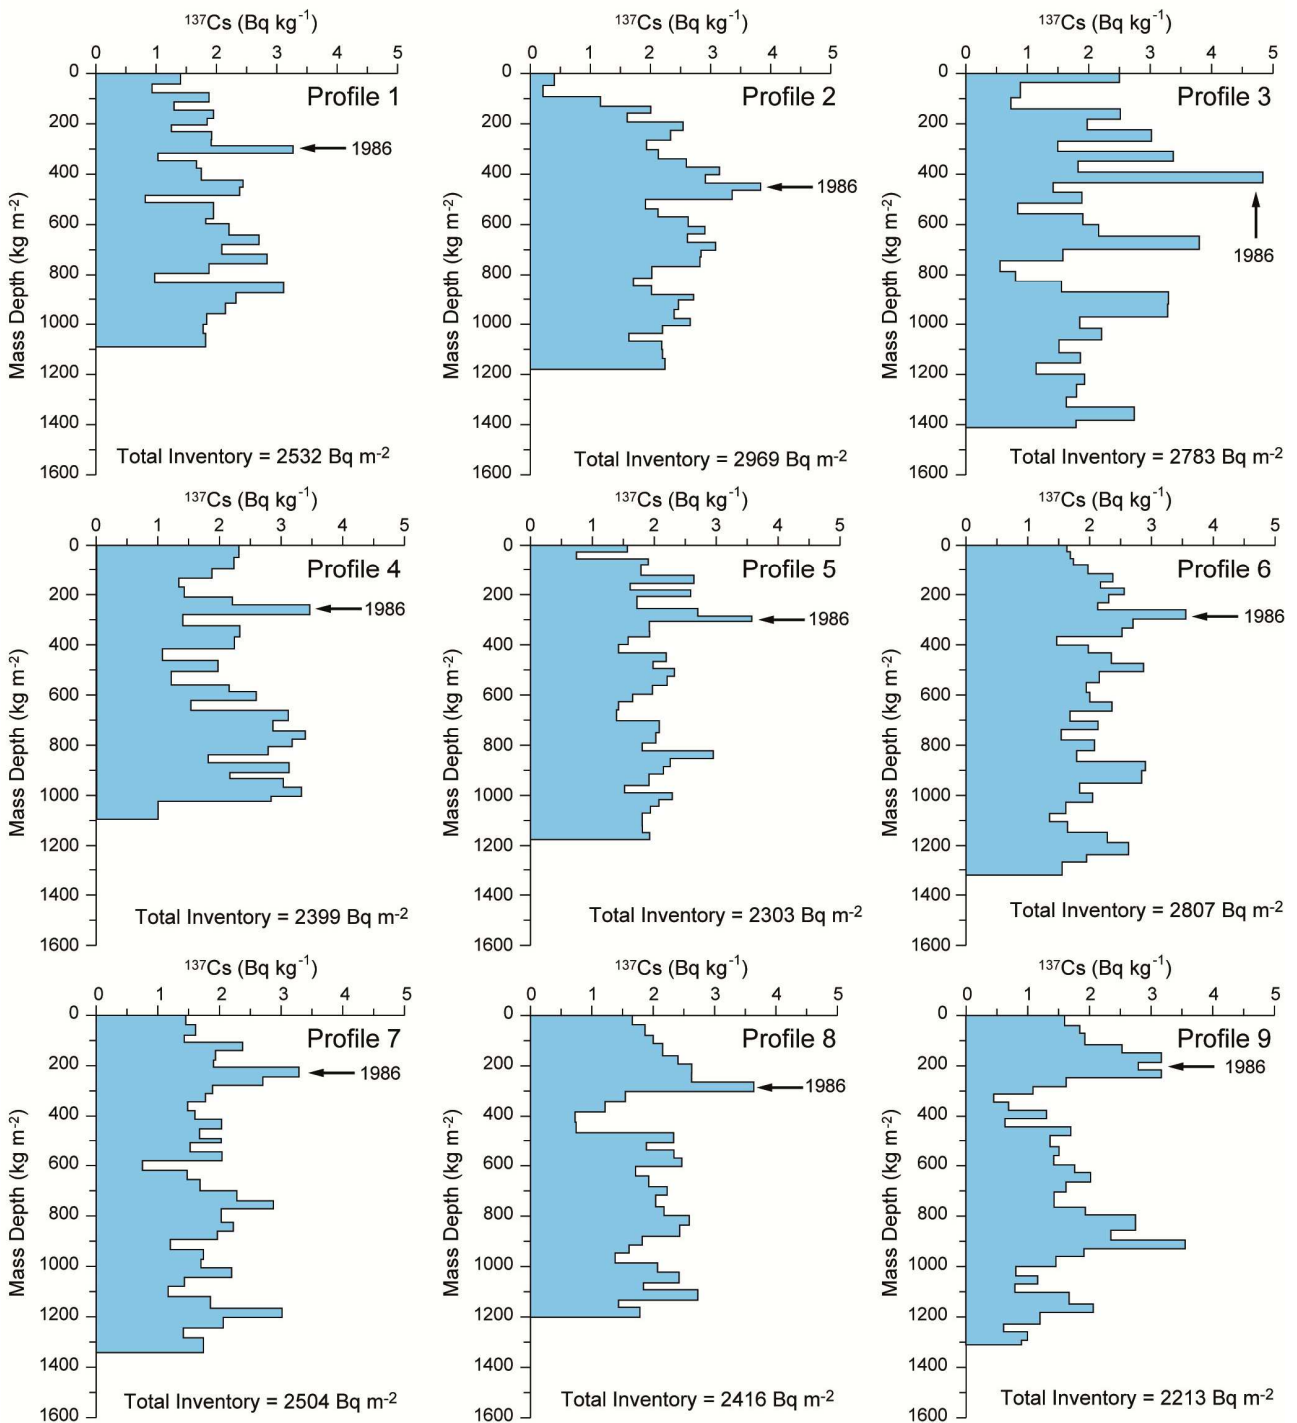 ¹³⁷Cs (Bq kg⁻¹)
0 1 2 3 4 5
Profile 1
0
200
400
600
800
1000
1200
1400
1600
Mass Depth (kg m⁻²)
1986
Total Inventory = 2532 Bq m⁻²
¹³⁷Cs (Bq kg⁻¹)
0 1 2 3 4 5
Profile 2
0
200
400
600
800
1000
1200
1400
1600
Mass Depth (kg m⁻²)
1986
Total Inventory = 2969 Bq m⁻²
¹³⁷Cs (Bq kg⁻¹)
0 1 2 3 4 5
Profile 3
0
200
400
600
800
1000
1200
1400
1600
Mass Depth (kg m⁻²)
1986
Total Inventory = 2783 Bq m⁻²
¹³⁷Cs (Bq kg⁻¹)
0 1 2 3 4 5
Profile 4
0
200
400
600
800
1000
1200
1400
1600
Mass Depth (kg m⁻²)
1986
Total Inventory = 2399 Bq m⁻²
¹³⁷Cs (Bq kg⁻¹)
0 1 2 3 4 5
Profile 5
0
200
400
600
800
1000
1200
1400
1600
Mass Depth (kg m⁻²)
1986
Total Inventory = 2303 Bq m⁻²
¹³⁷Cs (Bq kg⁻¹)
0 1 2 3 4 5
Profile 6
0
200
400
600
800
1000
1200
1400
1600
Mass Depth (kg m⁻²)
1986
Total Inventory = 2807 Bq m⁻²
¹³⁷Cs (Bq kg⁻¹)
0 1 2 3 4 5
Profile 7
0
200
400
600
800
1000
1200
1400
1600
Mass Depth (kg m⁻²)
1986
Total Inventory = 2504 Bq m⁻²
¹³⁷Cs (Bq kg⁻¹)
0 1 2 3 4 5
Profile 8
0
200
400
600
800
1000
1200
1400
1600
Mass Depth (kg m⁻²)
1986
Total Inventory = 2416 Bq m⁻²
¹³⁷Cs (Bq kg⁻¹)
0 1 2 3 4 5
Profile 9
0
200
400
600
800
1000
1200
1400
1600
Mass Depth (kg m⁻²)
1986
Total Inventory = 2213 Bq m⁻²